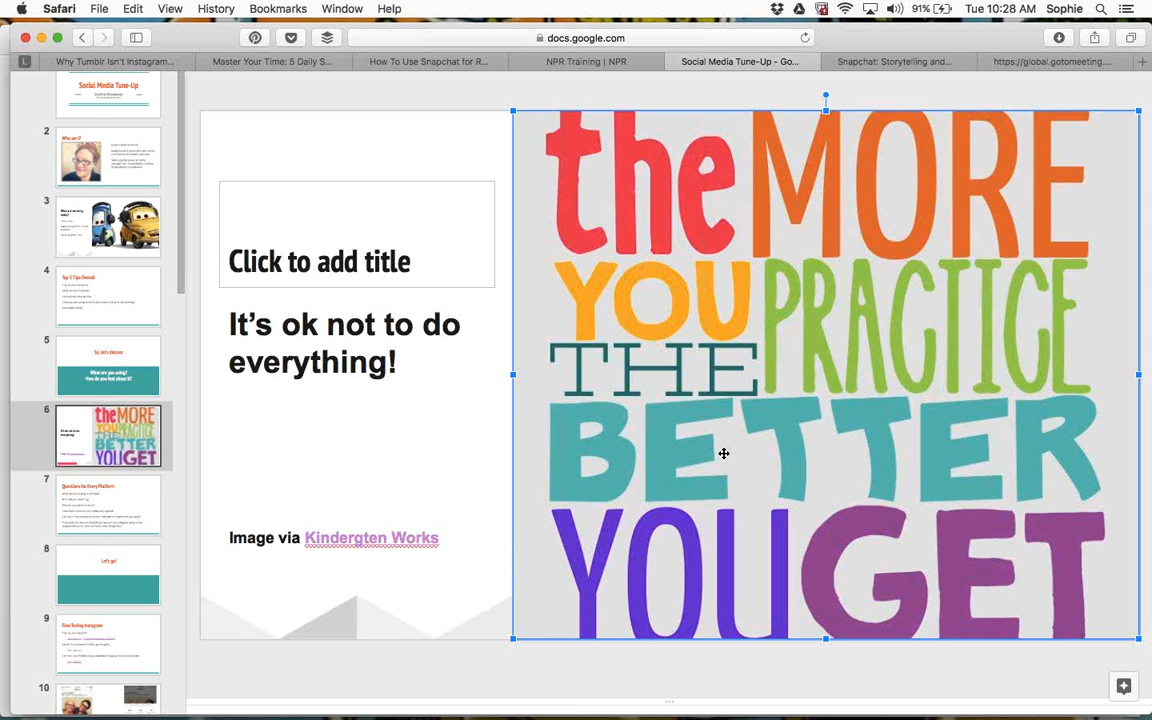 Safari File Edit View History Bookmarks Window Help 91% Tue 10:28 AM Sophie
docs.google.com
L Why Tumblr Isn't Instagram... Master Your Time: 5 Daily S... How To Use Snapchat for R... NPR Training | NPR Social Media Tune-Up - Go... Snapchat: Storytelling and... https://global.gotomeeting....
Social Media Tune-Up
2
Who am I?
3
4
Top 3 Tips Overall
5
So, let's discuss
What are you using?
How do you feel about it?
6
7
Questions for Every Platform
8
Let's go!
9
Fine-Tuning Instagram
10
Click to add title
It's ok not to do
everything!
Image via Kindergten Works
the MORE
YOU PRACTICE
THE
BETTER
YOU GET